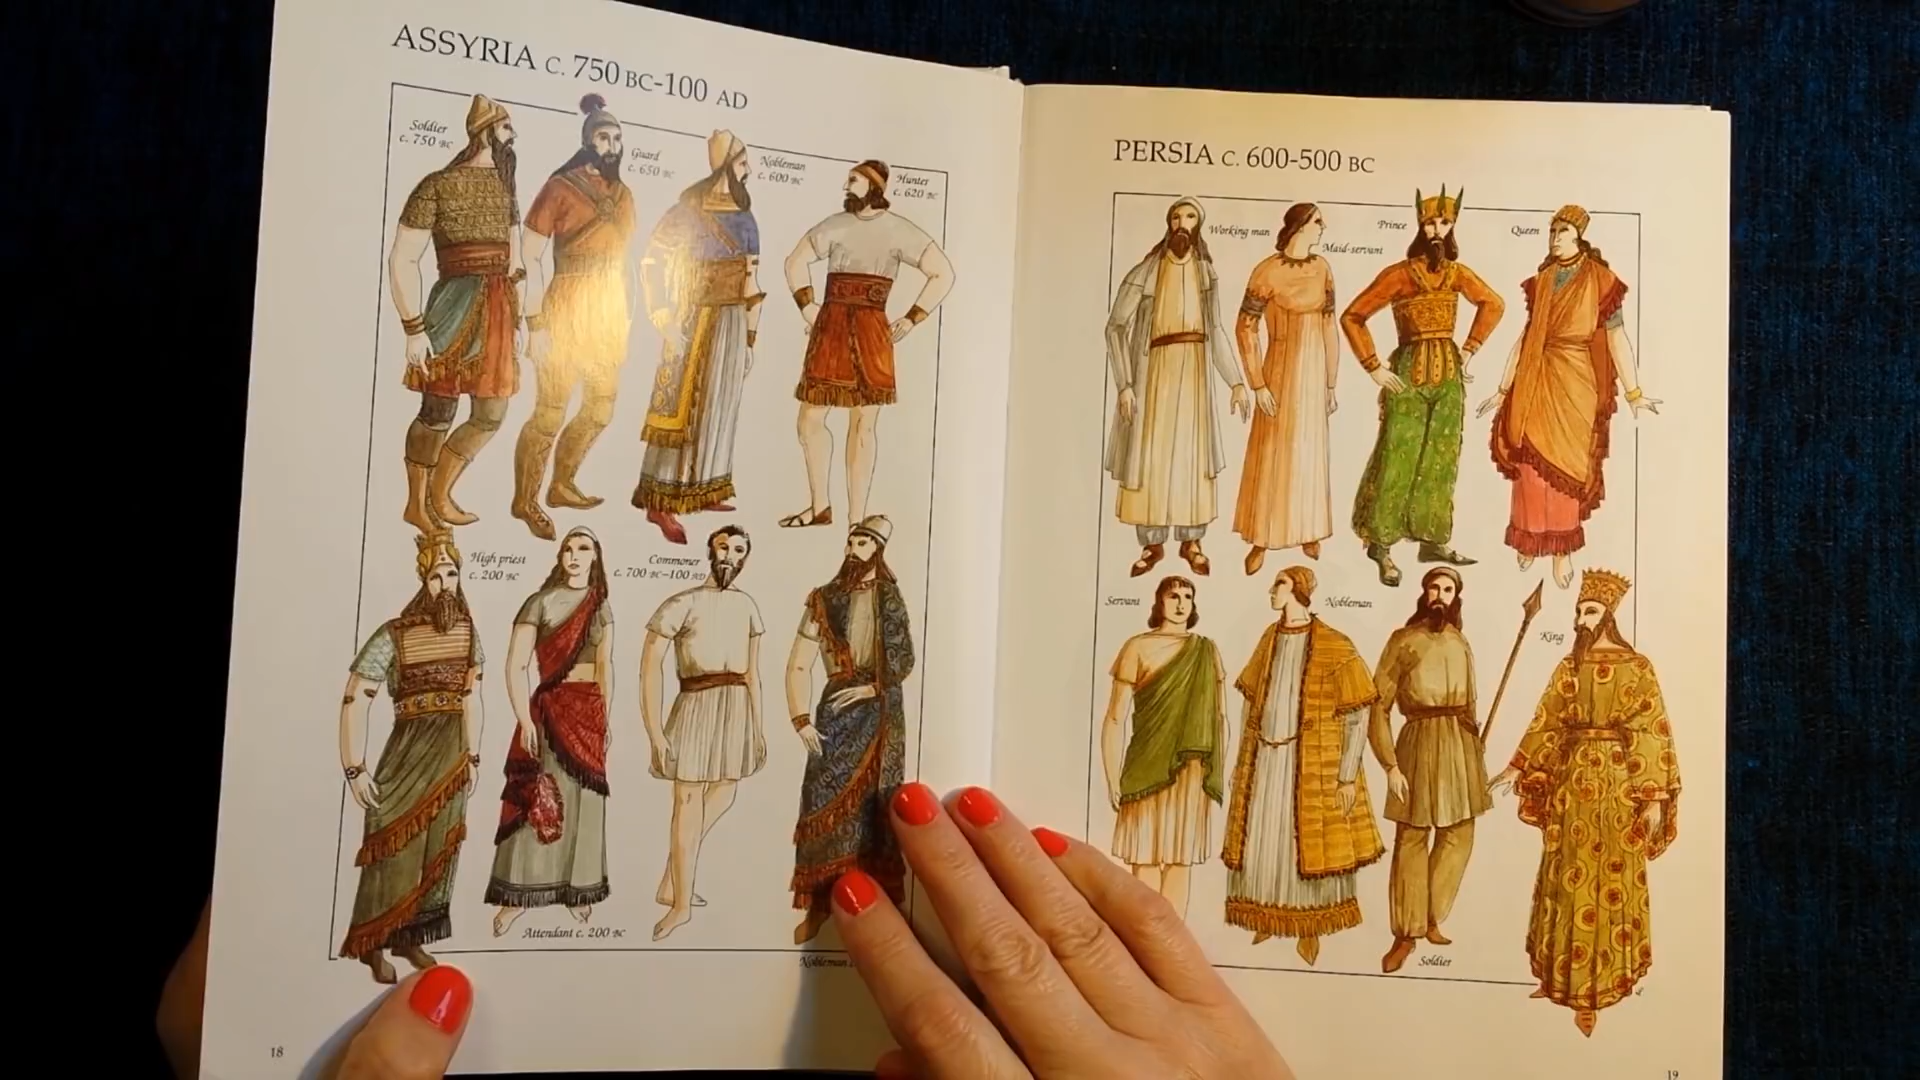 ASSYRIA C. 750 BC-100 AD
Soldier
c. 750 BC
Guard
c. 650 BC
Nobleman
c. 600 BC
Hunter
c. 620 BC
High priest
c. 200 BC
Commoner
c. 700 BC-100 AD
Attendant c. 200 BC
Nobleman
18
PERSIA C. 600-500 BC
Working man
Maid-servant
Prince
Queen
Servant
Nobleman
King
Soldier
19